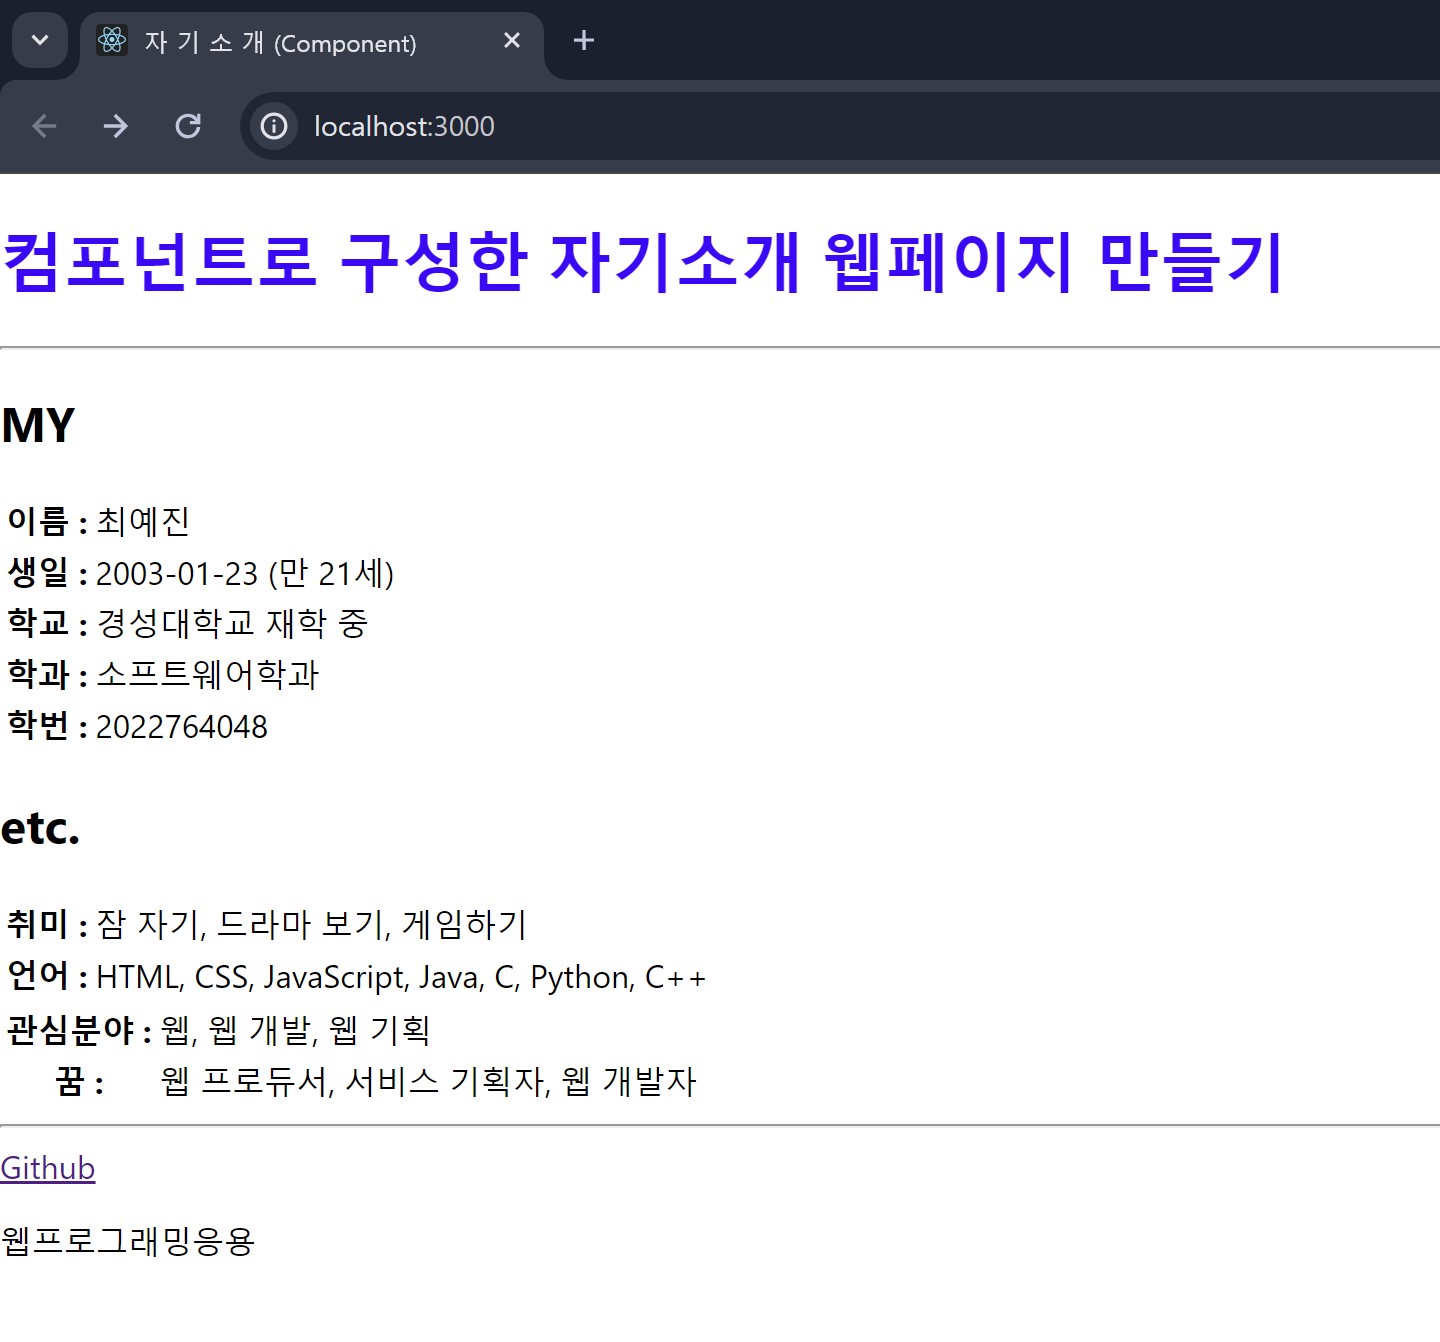 자 기 소 개 (Component)
localhost:3000
컴포넌트로 구성한 자기소개 웹페이지 만들기
MY
이름 : 최예진
생일 : 2003-01-23 (만 21세)
학교 : 경성대학교 재학 중
학과 : 소프트웨어학과
학번 : 2022764048
etc.
취미 : 잠 자기, 드라마 보기, 게임하기
언어 : HTML, CSS, JavaScript, Java, C, Python, C++
관심분야 : 웹, 웹 개발, 웹 기획
꿈 : 웹 프로듀서, 서비스 기획자, 웹 개발자
Github
웹프로그래밍응용